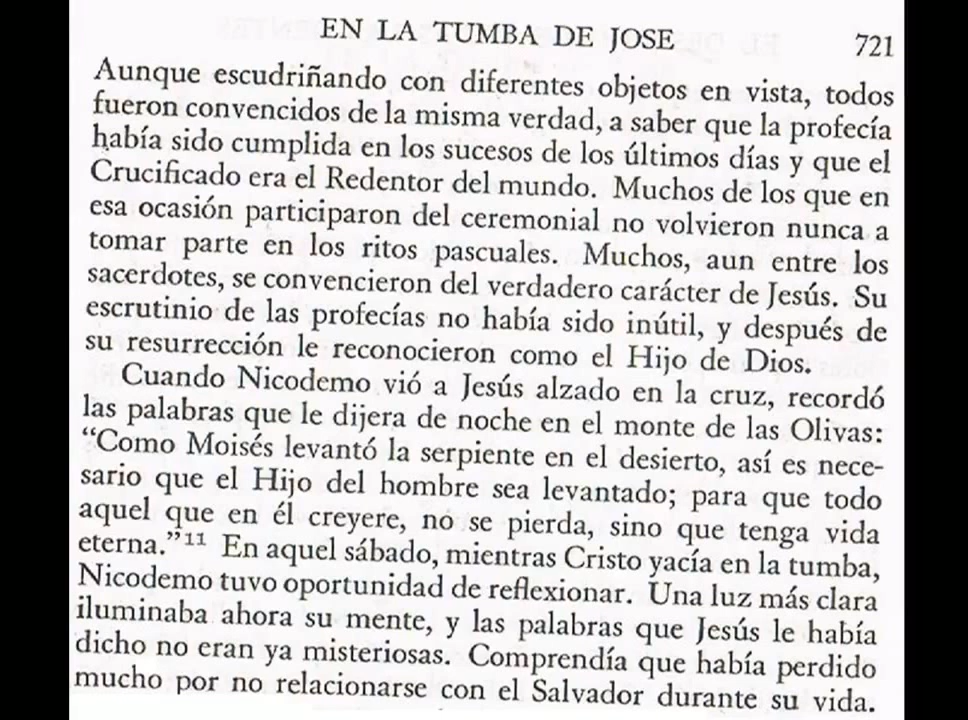 EN LA TUMBA DE JOSE 721
Aunque escudriñando con diferentes objetos en vista, todos
fueron convencidos de la misma verdad, a saber que la profecía
había sido cumplida en los sucesos de los últimos días y que el
Crucificado era el Redentor del mundo. Muchos de los que en
esa ocasión participaron del ceremonial no volvieron nunca a
tomar parte en los ritos pascuales. Muchos, aun entre los
sacerdotes, se convencieron del verdadero carácter de Jesús. Su
escrutinio de las profecías no había sido inútil, y después de
su resurrección le reconocieron como el Hijo de Dios.
Cuando Nicodemo vió a Jesús alzado en la cruz, recordó
las palabras que le dijera de noche en el monte de las Olivas:
“Como Moisés levantó la serpiente en el desierto, así es nece-
sario que el Hijo del hombre sea levantado; para que todo
aquel que en él creyere, no se pierda, sino que tenga vida
eterna.”¹¹ En aquel sábado, mientras Cristo yacía en la tumba,
Nicodemo tuvo oportunidad de reflexionar. Una luz más clara
iluminaba ahora su mente, y las palabras que Jesús le había
dicho no eran ya misteriosas. Comprendía que había perdido
mucho por no relacionarse con el Salvador durante su vida.